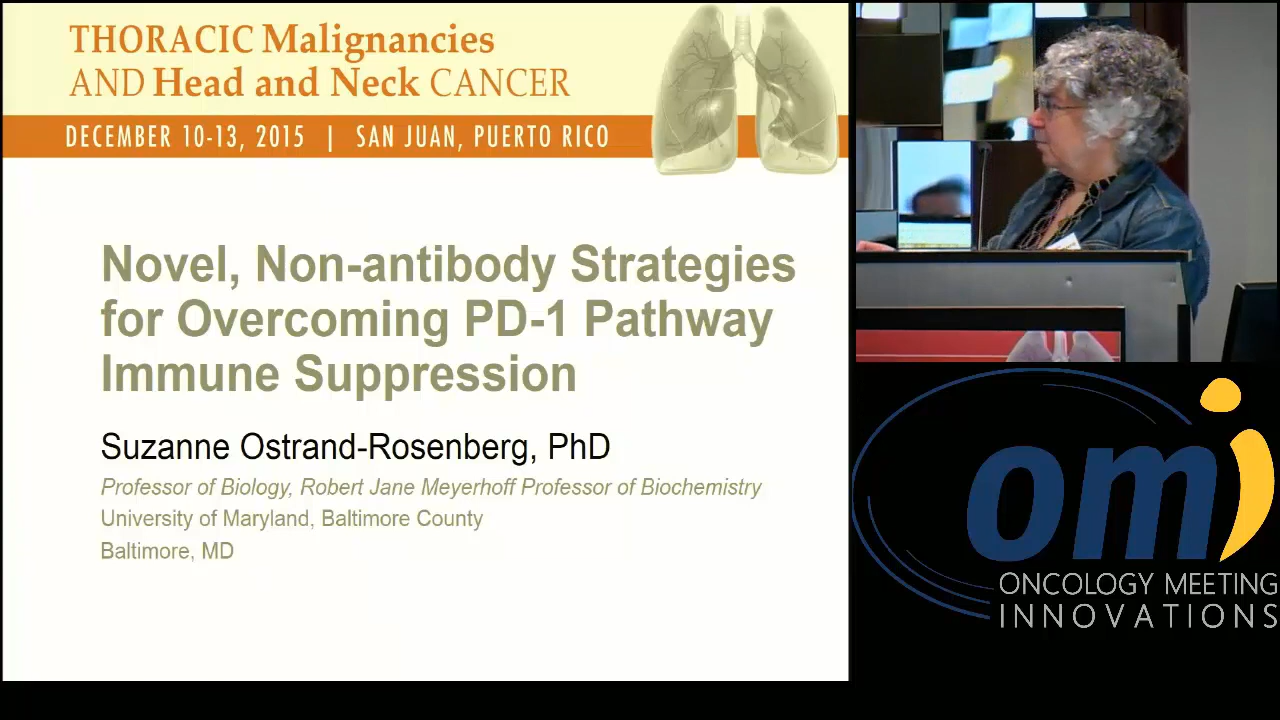 THORACIC Malignancies
AND Head and Neck CANCER
DECEMBER 10-13, 2015 | SAN JUAN, PUERTO RICO
Novel, Non-antibody Strategies
for Overcoming PD-1 Pathway
Immune Suppression
Suzanne Ostrand-Rosenberg, PhD
Professor of Biology, Robert Jane Meyerhoff Professor of Biochemistry
University of Maryland, Baltimore County
Baltimore, MD
omi
ONCOLOGY MEETING
INNOVATIONS